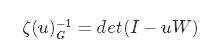 ζ(u)_G^{-1} = det(I − uW)